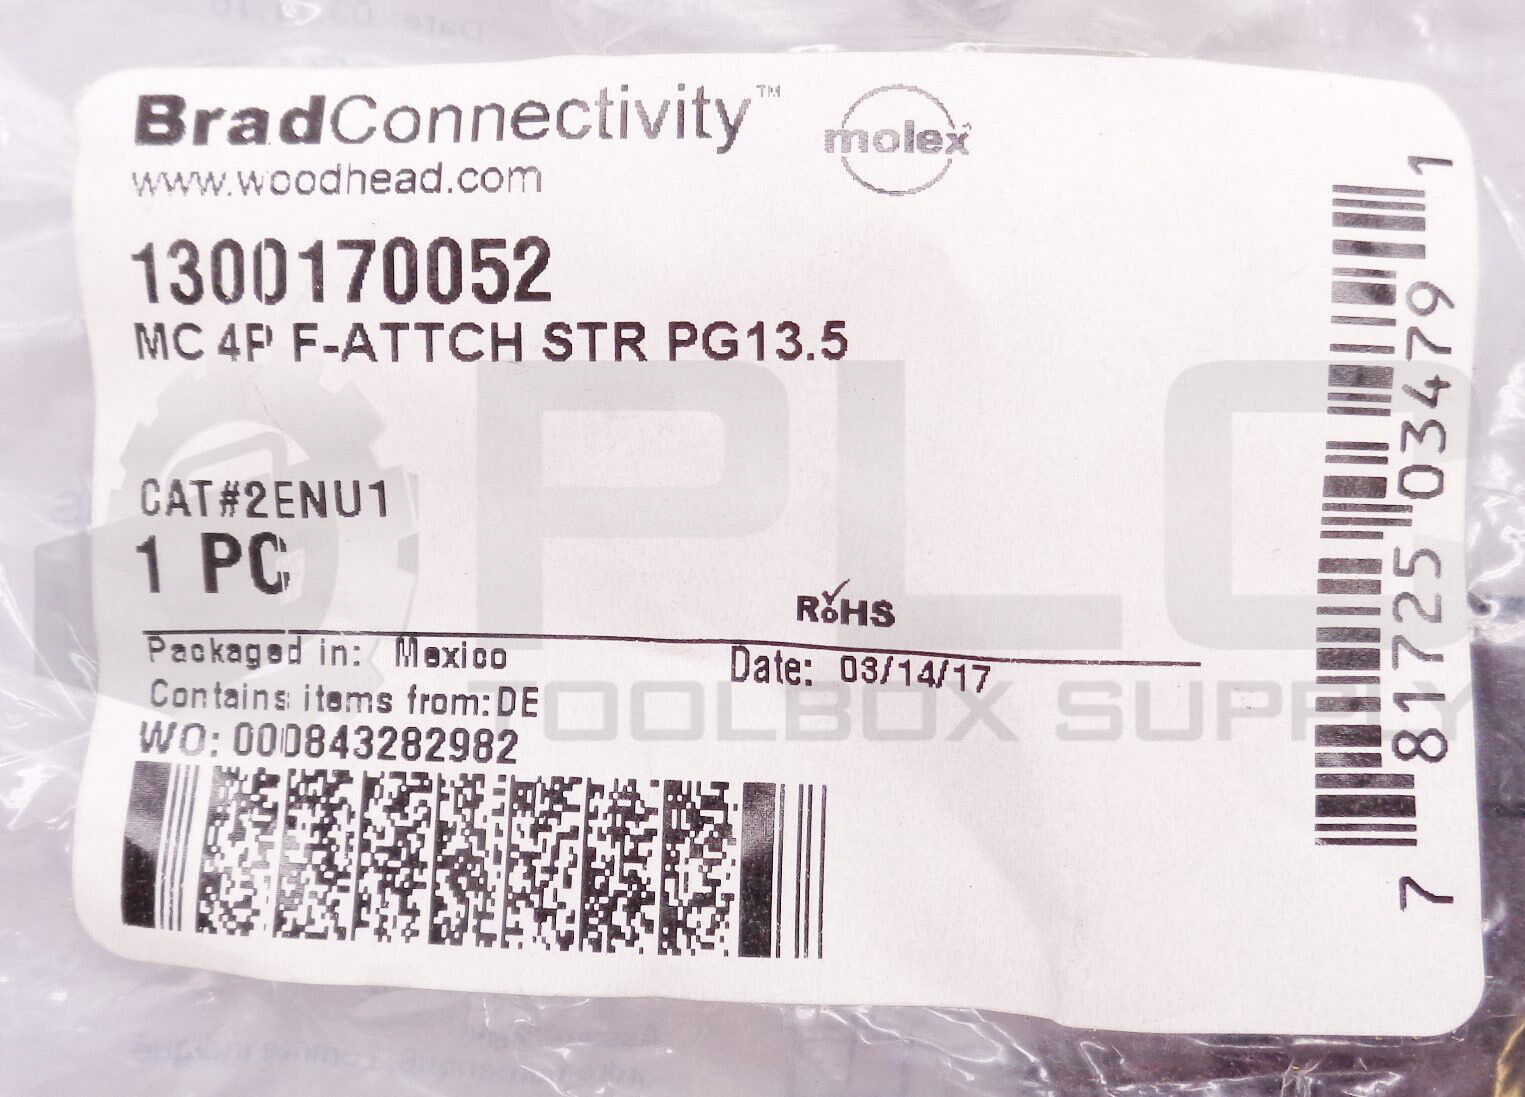 BradConnectivity™
molex
www.woodhead.com
1300170052
MC 4P F-ATTCH STR PG13.5
CAT#2ENU1
1 PC
RoHS
Packaged in: Mexico
Date: 03/14/17
Contains items from: DE
WO: 000843282982
7 81725 03479 1
PLC
TOOLBOX SUPPLY